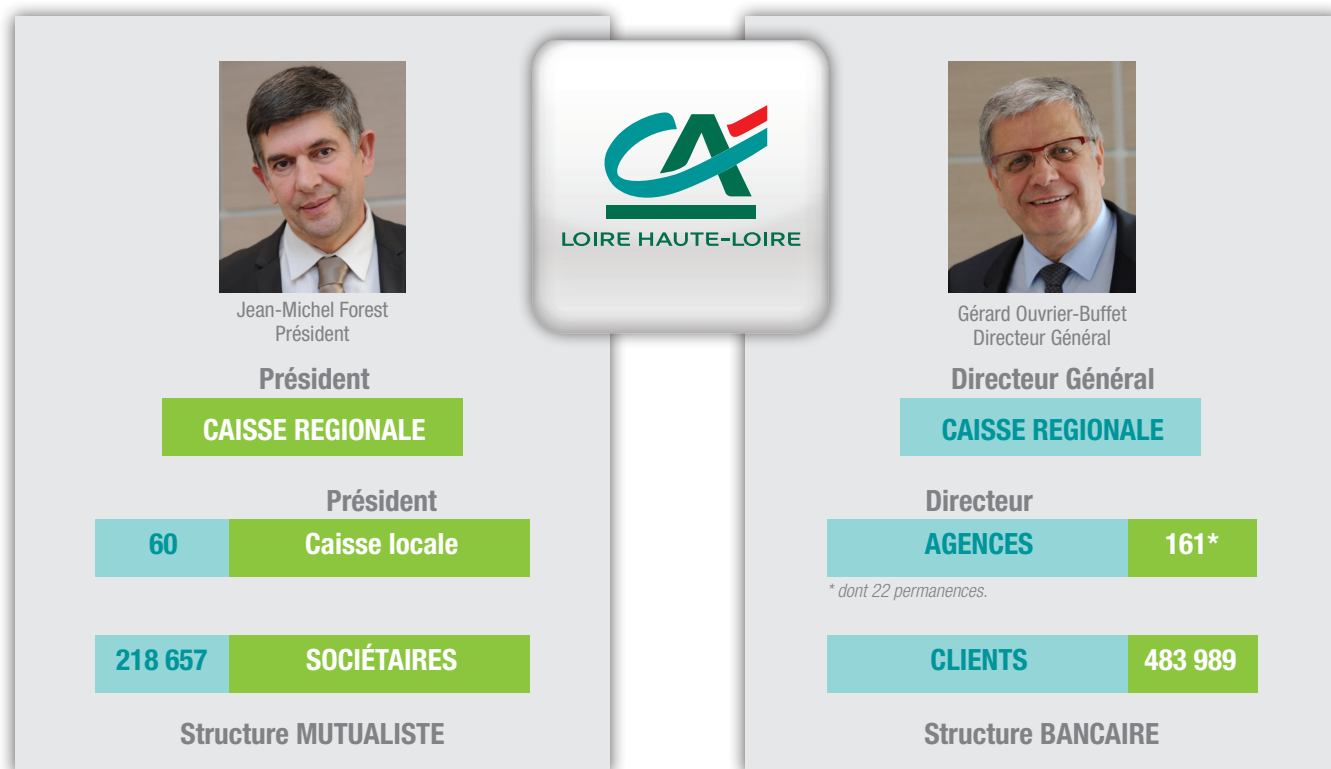 CA
LOIRE HAUTE-LOIRE
Jean-Michel Forest
Président
Président
CAISSE REGIONALE
Président
60 Caisse locale
218 657 SOCIÉTAIRES
Structure MUTUALISTE
Gérard Ouvrier-Buffet
Directeur Général
Directeur Général
CAISSE REGIONALE
Directeur
AGENCES 161*
* dont 22 permanences.
CLIENTS 483 989
Structure BANCAIRE